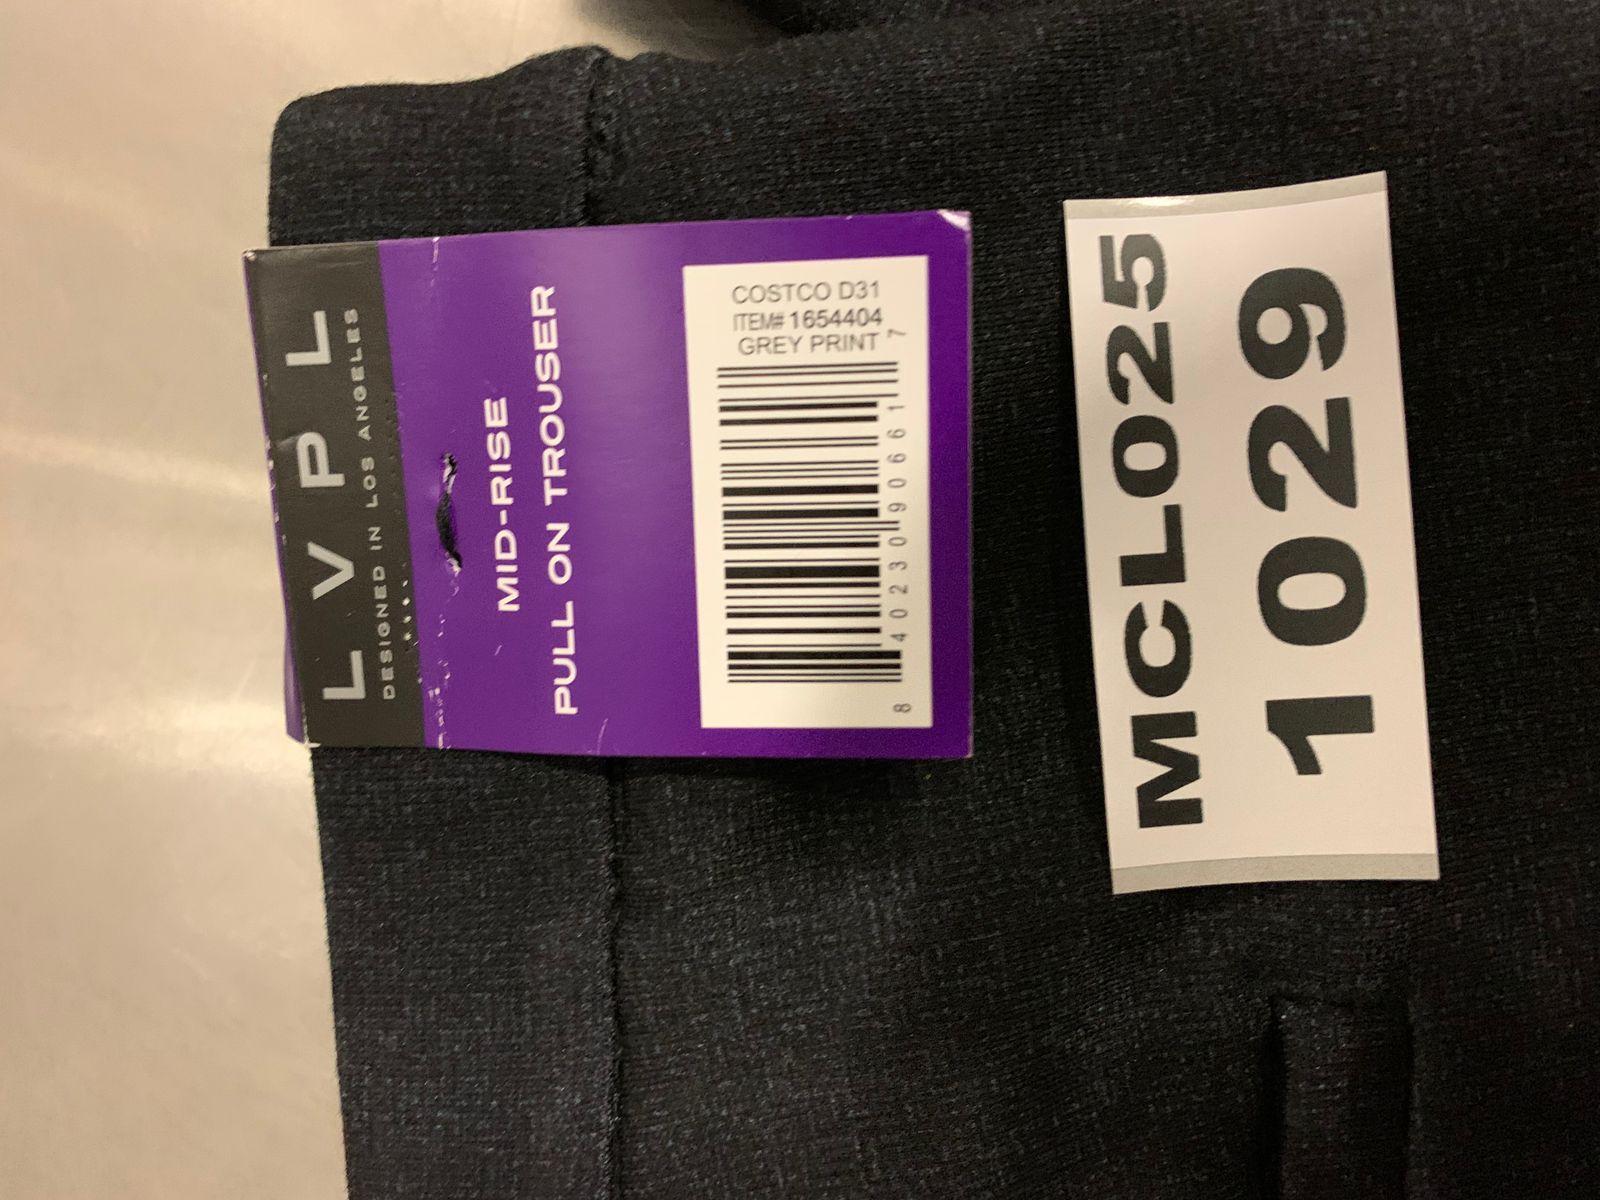 LVPL
DESIGNED IN LOS ANGELES
MID-RISE
PULL ON TROUSER
COSTCO D31
ITEM# 1654404
GREY PRINT
8 40230 90661 7
MCL025
1029